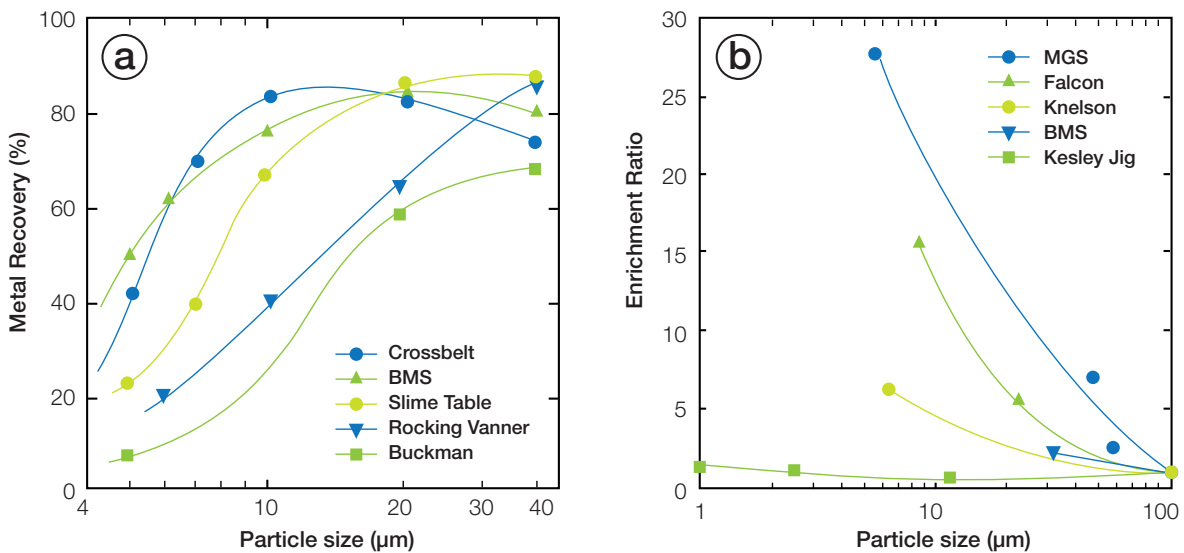 a
Metal Recovery (%)
100
80
60
40
20
0
4
10
20
30
40
Particle size (μm)
Crossbelt
BMS
Slime Table
Rocking Vanner
Buckman
b
Enrichment Ratio
30
25
20
15
10
5
0
1
10
100
Particle size (μm)
MGS
Falcon
Knelson
BMS
Kesley Jig